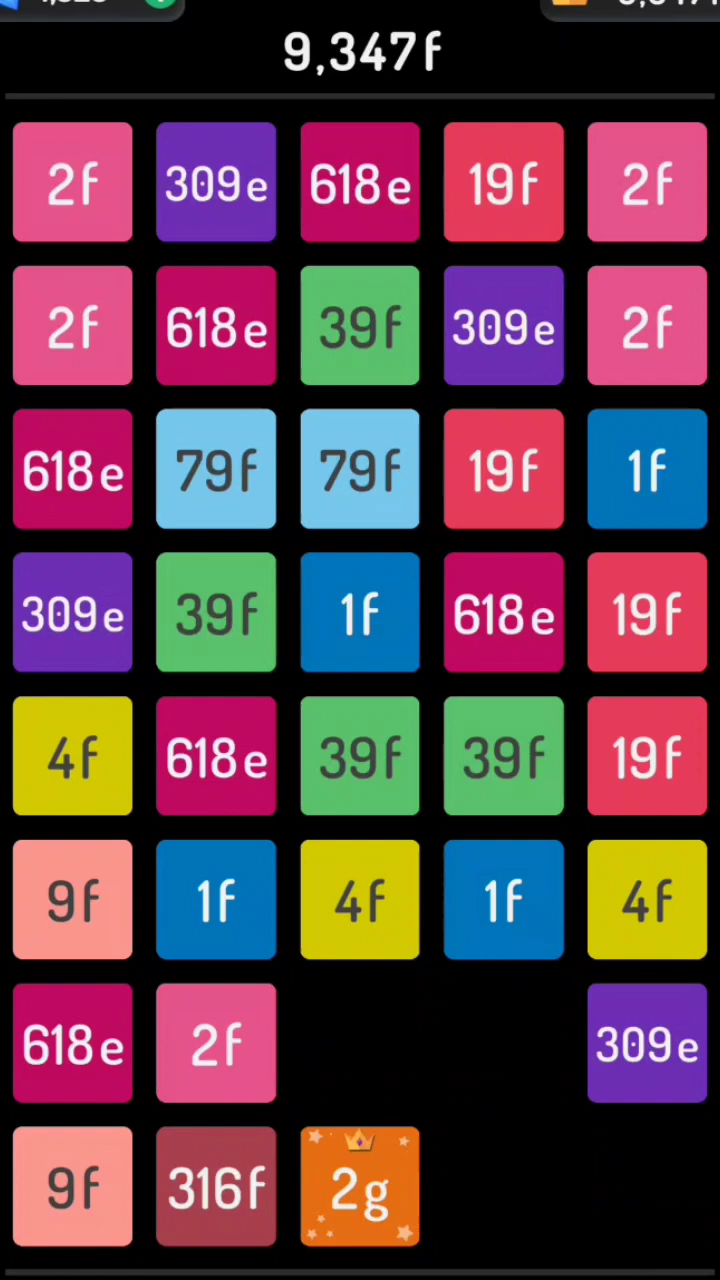 9,347f
2f 309e 618e 19f 2f
2f 618e 39f 309e 2f
618e 79f 79f 19f 1f
309e 39f 1f 618e 19f
4f 618e 39f 39f 19f
9f 1f 4f 1f 4f
618e 2f 309e
9f 316f 2g